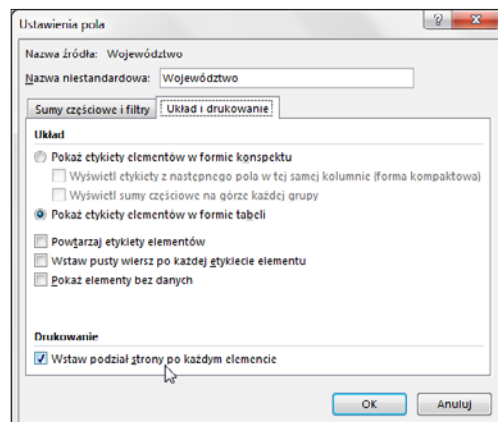 Ustawienia pola
Nazwa źródła: Województwo
Nazwa niestandardowa: Województwo
Sumy częściowe i filtry Układ i drukowanie
Układ
Pokaż etykiety elementów w formie konspektu
Wyświetl etykiety z następnego pola w tej samej kolumnie (forma kompaktowa)
Wyświetl sumy częściowe na górze każdej grupy
Pokaż etykiety elementów w formie tabeli
Powtarzaj etykiety elementów
Wstaw pusty wiersz po każdej etykiecie elementu
Pokaż elementy bez danych
Drukowanie
Wstaw podział strony po każdym elemencie
OK Anuluj